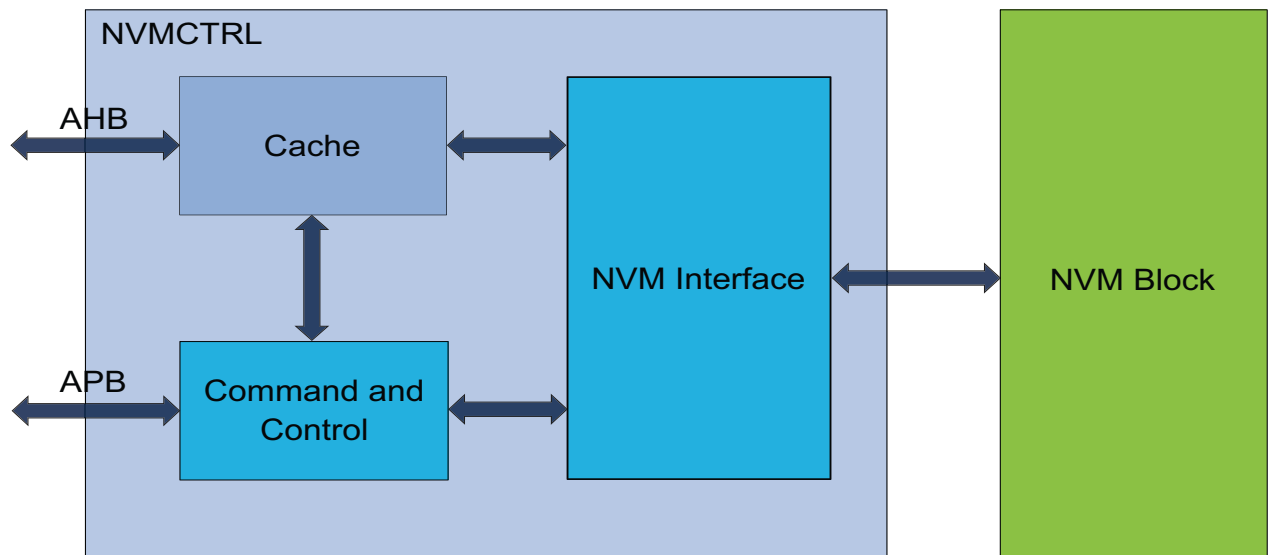 NVMCTRL
AHB
Cache
NVM Interface
NVM Block
APB
Command and
Control